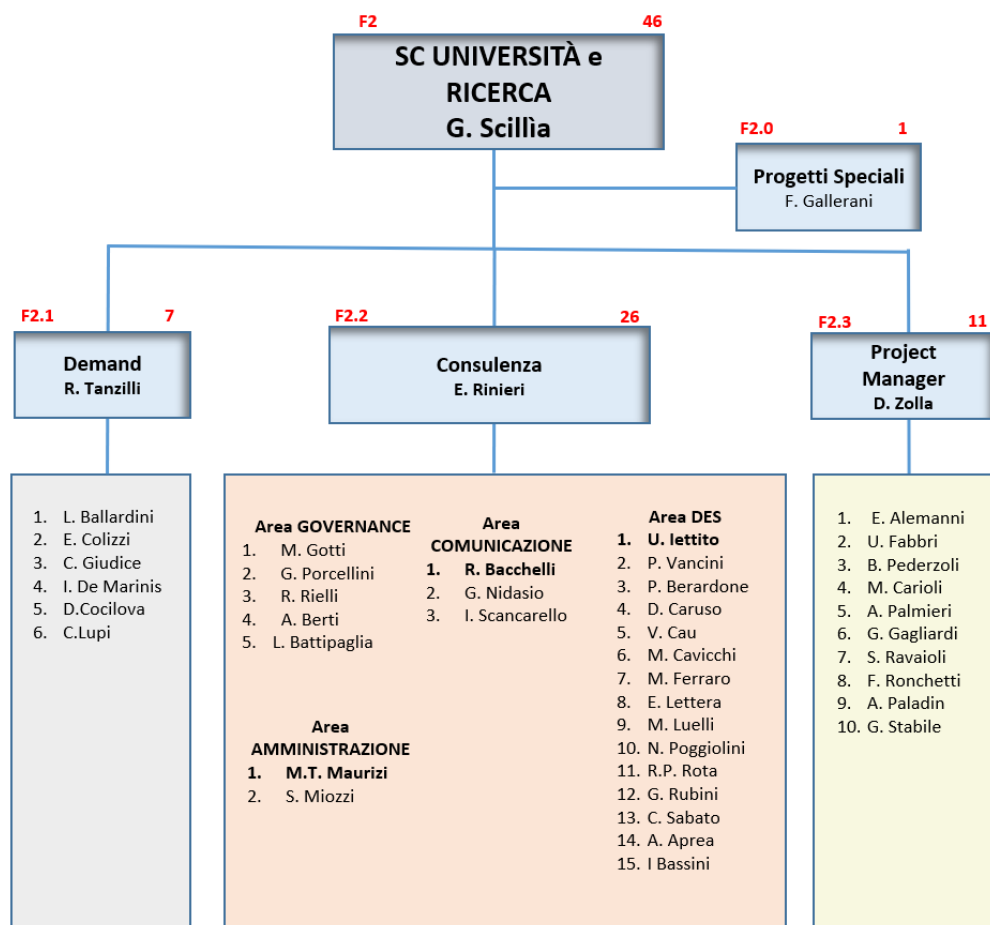 F2 46
SC UNIVERSITÀ e
RICERCA
G. Scillìa
F2.0 1
Progetti Speciali
F. Gallerani
F2.1 7
Demand
R. Tanzilli
F2.2 26
Consulenza
E. Rinieri
F2.3 11
Project
Manager
D. Zolla
1. L. Ballardini
2. E. Colizzi
3. C. Giudice
4. I. De Marinis
5. D.Cocilova
6. C.Lupi
Area GOVERNANCE
1. M. Gotti
2. G. Porcellini
3. R. Rielli
4. A. Berti
5. L. Battipaglia
Area
AMMINISTRAZIONE
1. M.T. Maurizi
2. S. Miozzi
Area
COMUNICAZIONE
1. R. Bacchelli
2. G. Nidasio
3. I. Scancarello
Area DES
1. U. Iettito
2. P. Vancini
3. P. Berardone
4. D. Caruso
5. V. Cau
6. M. Cavicchi
7. M. Ferraro
8. E. Lettera
9. M. Luelli
10. N. Poggiolini
11. R.P. Rota
12. G. Rubini
13. C. Sabato
14. A. Aprea
15. I Bassini
1. E. Alemanni
2. U. Fabbri
3. B. Pederzoli
4. M. Carioli
5. A. Palmieri
6. G. Gagliardi
7. S. Ravaioli
8. F. Ronchetti
9. A. Paladin
10. G. Stabile